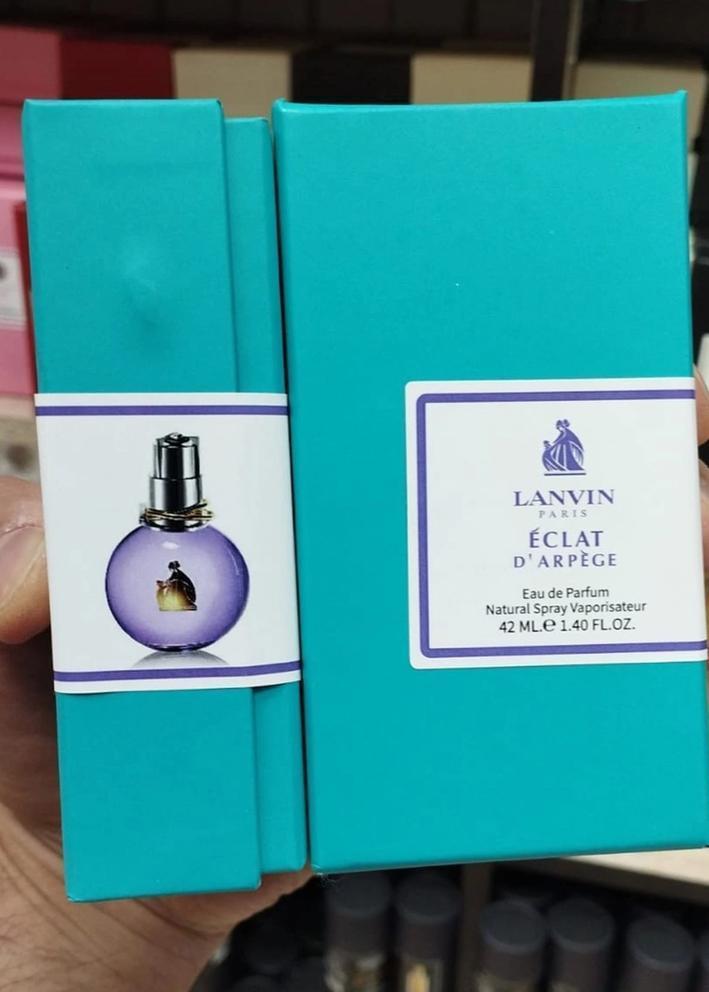 LANVIN
PARIS
ÉCLAT
D'ARPÈGE
Eau de Parfum
Natural Spray Vaporisateur
42 ML.℮ 1.40 FL.OZ.